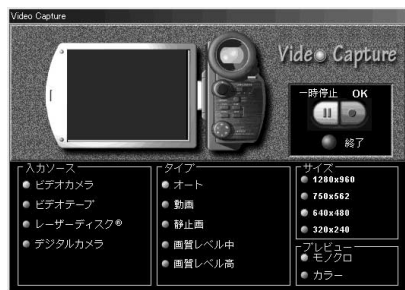 Video Capture
Video Capture
一時停止 OK
終了
入力ソース
ビデオカメラ
ビデオテープ
レーザーディスク®
デジタルカメラ
タイプ
オート
動画
静止画
画質レベル中
画質レベル高
サイズ
1280x960
750x562
640x480
320x240
プレビュー
モノクロ
カラー